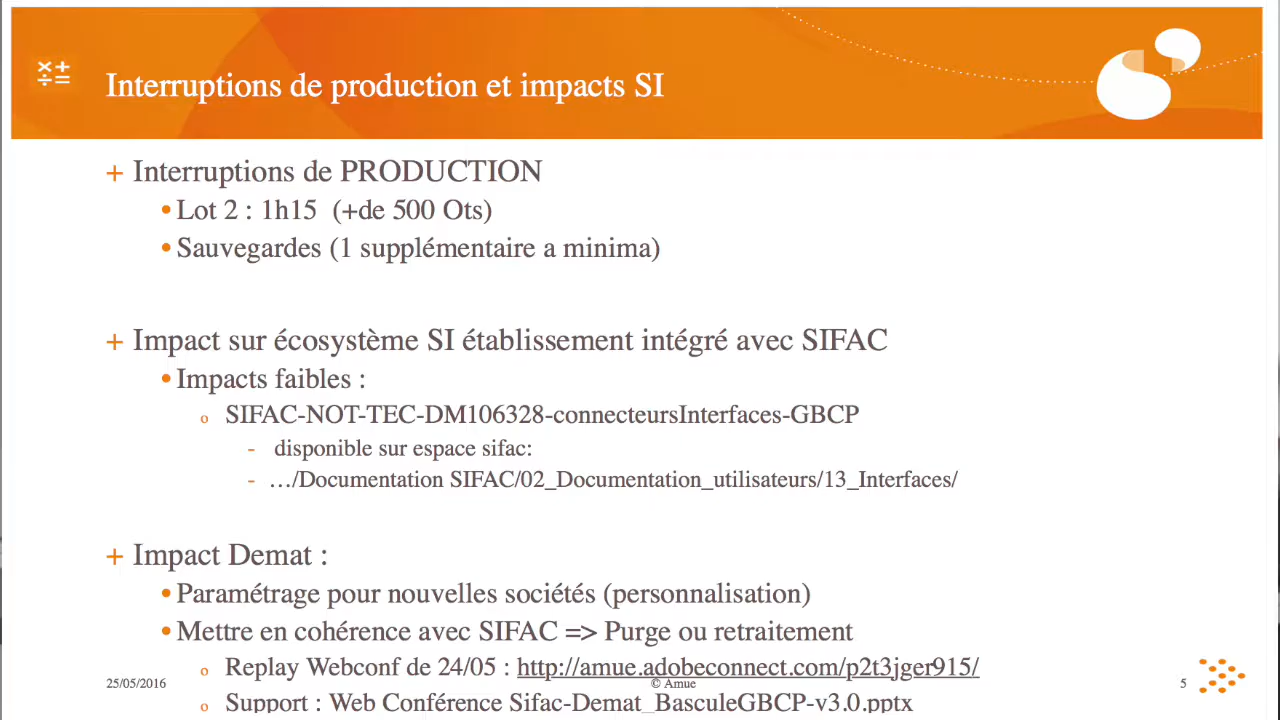 Interruptions de production et impacts SI
+ Interruptions de PRODUCTION
• Lot 2 : 1h15 (+de 500 Ots)
• Sauvegardes (1 supplémentaire a minima)
+ Impact sur écosystème SI établissement intégré avec SIFAC
• Impacts faibles :
o SIFAC-NOT-TEC-DM106328-connecteursInterfaces-GBCP
- disponible sur espace sifac:
- …/Documentation SIFAC/02_Documentation_utilisateurs/13_Interfaces/
+ Impact Demat :
• Paramétrage pour nouvelles sociétés (personnalisation)
• Mettre en cohérence avec SIFAC => Purge ou retraitement
o Replay Webconf de 24/05 : http://amue.adobeconnect.com/p2t3jger915/
25/05/2016 © Amue 5
o Support : Web Conférence Sifac-Demat_BasculeGBCP-v3.0.pptx